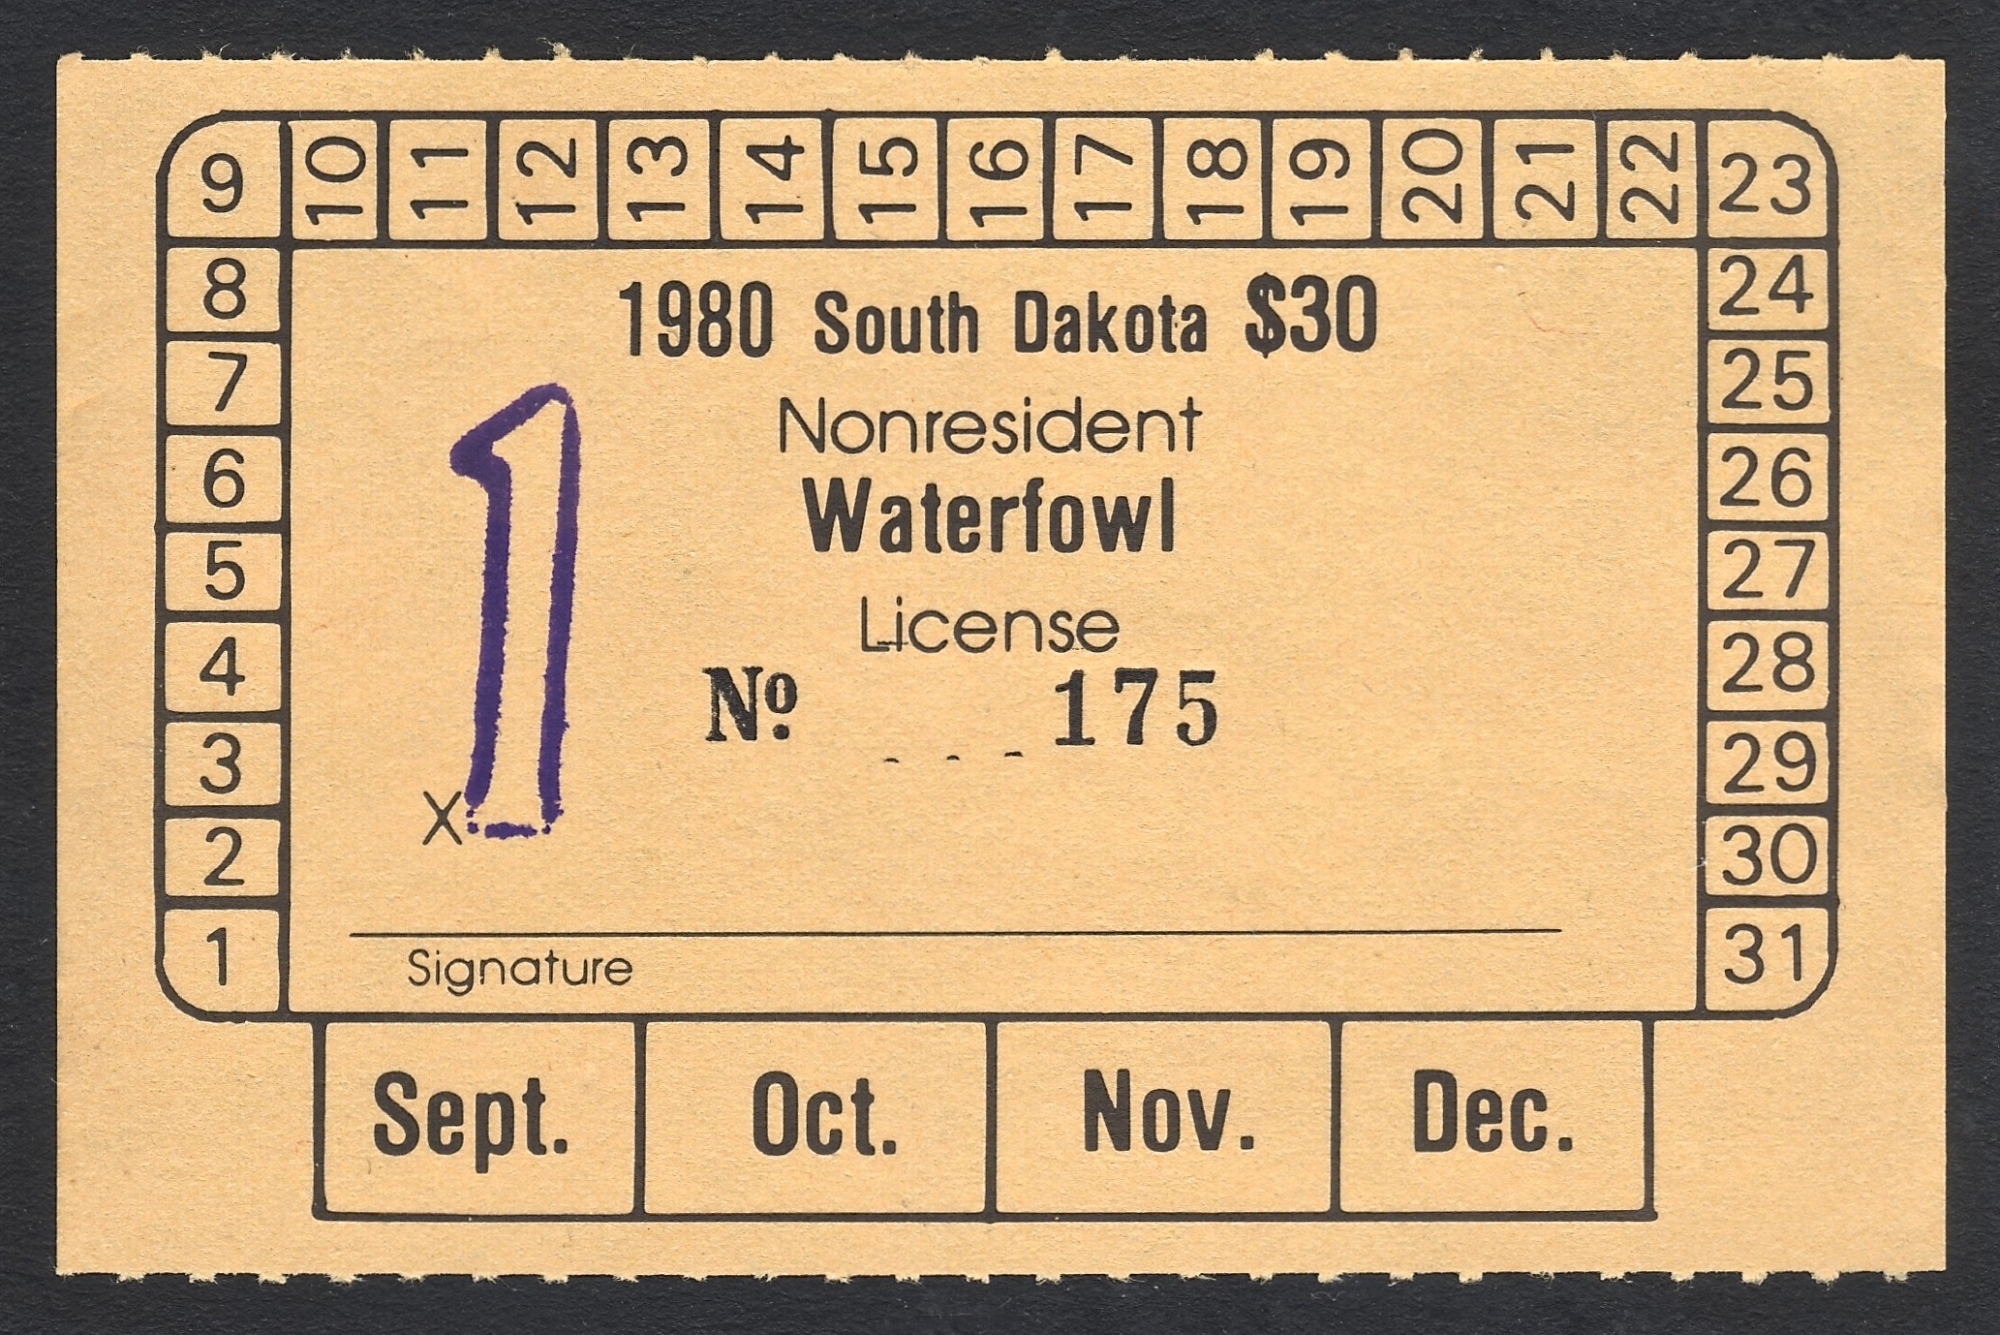 9 10 11 12 13 14 15 16 17 18 19 20 21 22 23
8
7
6
5
4
3
2
1
24
25
26
27
28
29
30
31
1980 South Dakota $30
Nonresident
Waterfowl
License
Nº 175
1
X
Signature
Sept. Oct. Nov. Dec.